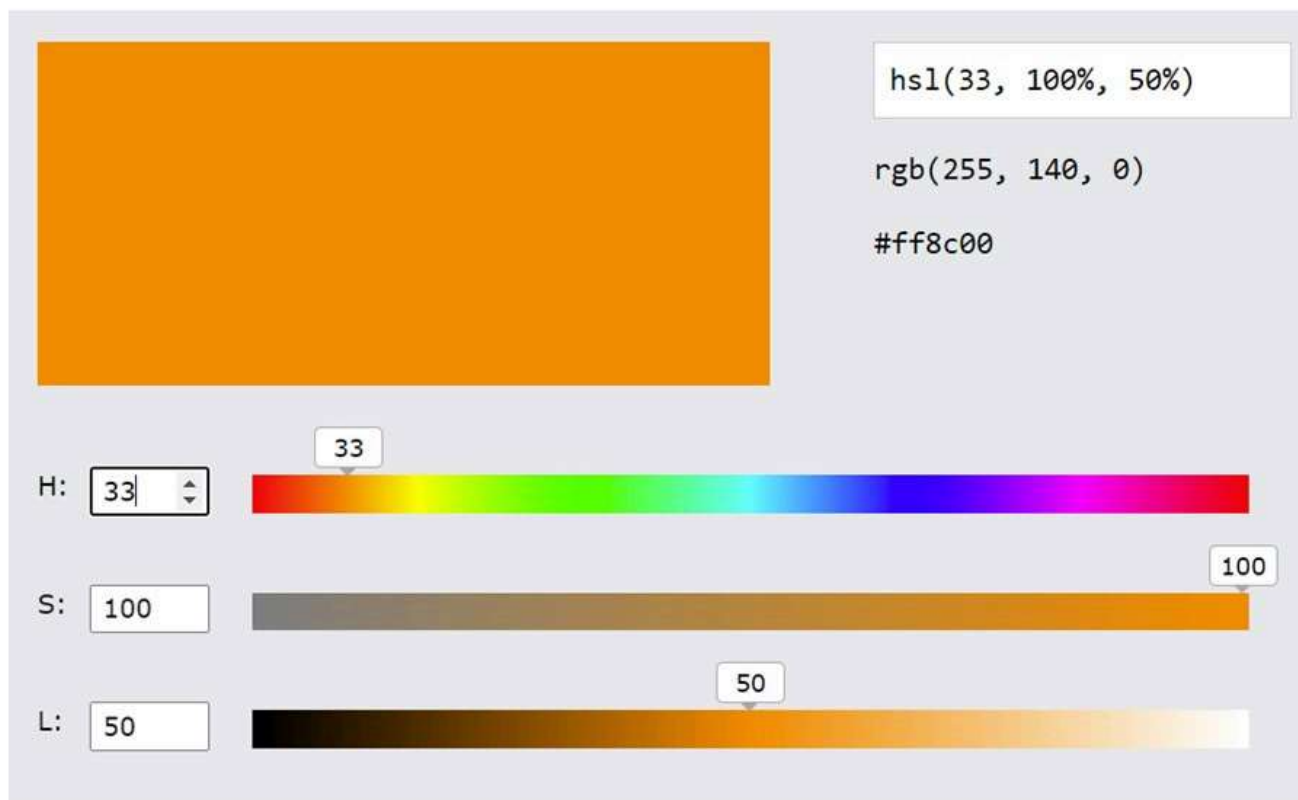 hsl(33, 100%, 50%)
rgb(255, 140, 0)
#ff8c00
33
H: 33
100
S: 100
50
L: 50